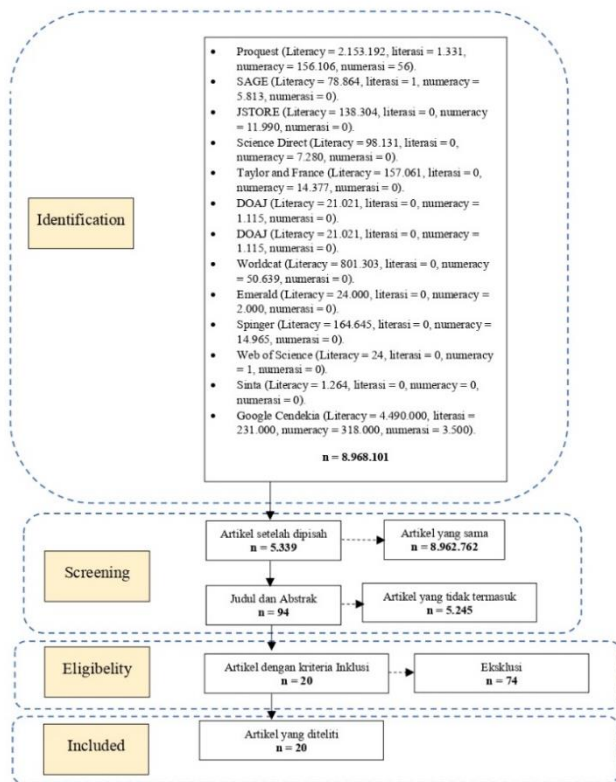 Identification
• Proquest (Literacy = 2.153.192, literasi = 1.331,
numeracy = 156.106, numerasi = 56).
• SAGE (Literacy = 78.864, literasi = 1, numeracy =
5.813, numerasi = 0).
• JSTORE (Literacy = 138.304, literasi = 0, numeracy
= 11.990, numerasi = 0).
• Science Direct (Literacy = 98.131, literasi = 0,
numeracy = 7.280, numerasi = 0).
• Taylor and France (Literacy = 157.061, literasi = 0,
numeracy = 14.377, numerasi = 0).
• DOAJ (Literacy = 21.021, literasi = 0, numeracy =
1.115, numerasi = 0).
• DOAJ (Literacy = 21.021, literasi = 0, numeracy =
1.115, numerasi = 0).
• Worldcat (Literacy = 801.303, literasi = 0, numeracy
= 50.639, numerasi = 0).
• Emerald (Literacy = 24.000, literasi = 0, numeracy =
2.000, numerasi = 0).
• Spinger (Literacy = 164.645, literasi = 0, numeracy =
14.965, numerasi = 0).
• Web of Science (Literacy = 24, literasi = 0, numeracy
= 1, numerasi = 0).
• Sinta (Literacy = 1.264, literasi = 0, numeracy = 0,
numerasi = 0).
• Google Cendekia (Literacy = 4.490.000, literasi =
231.000, numeracy = 318.000, numerasi = 3.500).
n = 8.968.101
Screening
Artikel setelah dipisah
n = 5.339
Artikel yang sama
n = 8.962.762
Judul dan Abstrak
n = 94
Artikel yang tidak termasuk
n = 5.245
Eligibelity
Artikel dengan kriteria Inklusi
n = 20
Eksklusi
n = 74
Included
Artikel yang diteliti
n = 20